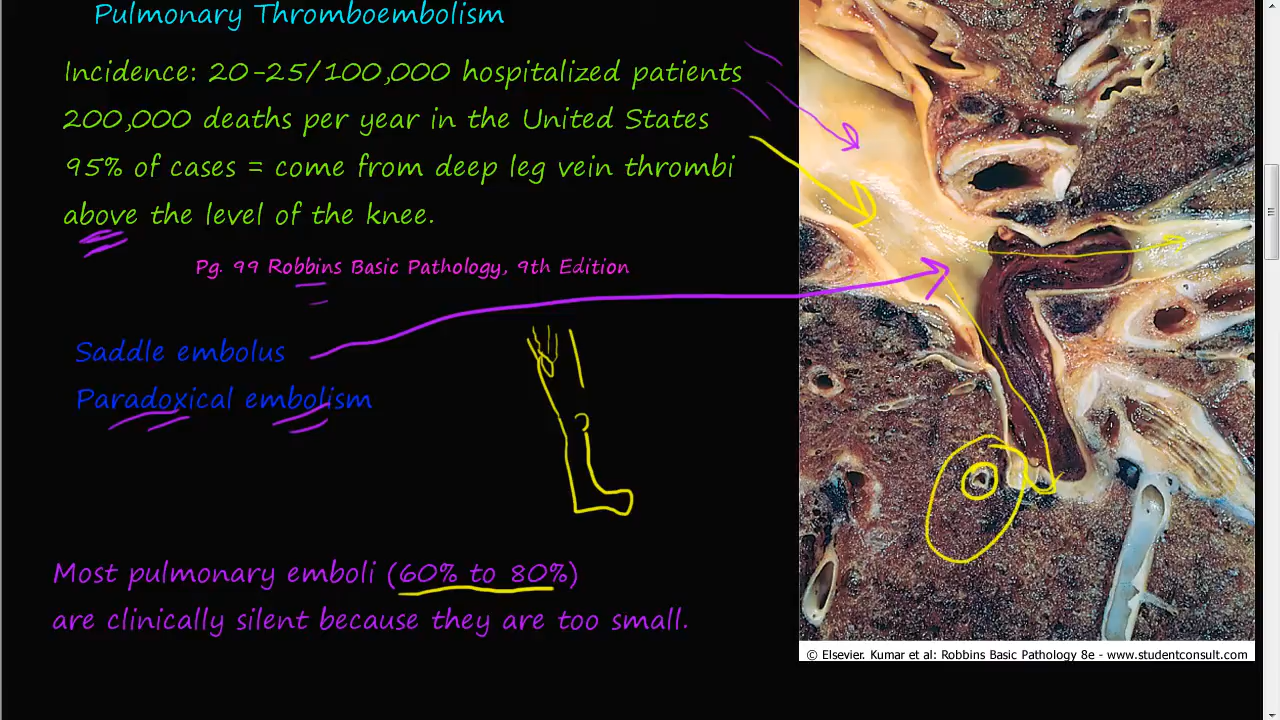 Pulmonary Thromboembolism
Incidence: 20-25/100,000 hospitalized patients
200,000 deaths per year in the United States
95% of cases = come from deep leg vein thrombi
above the level of the knee.
Pg. 99 Robbins Basic Pathology, 9th Edition
Saddle embolus
Paradoxical embolism
Most pulmonary emboli (60% to 80%)
are clinically silent because they are too small.
© Elsevier. Kumar et al: Robbins Basic Pathology 8e - www.studentconsult.com